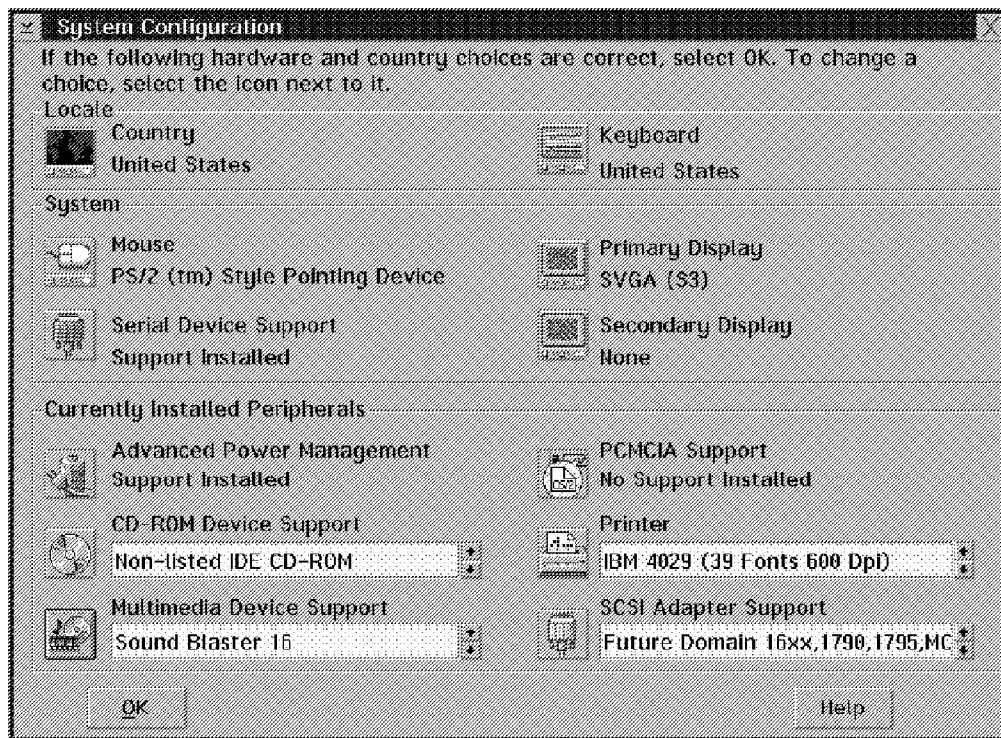 System Configuration
If the following hardware and country choices are correct, select OK. To change a
choice, select the icon next to it.
Locale
Country
United States
Keyboard
United States
System
Mouse
PS/2 (tm) Style Pointing Device
Primary Display
SVGA (S3)
Serial Device Support
Support Installed
Secondary Display
None
Currently Installed Peripherals
Advanced Power Management
Support Installed
PCMCIA Support
No Support Installed
CD-ROM Device Support
Non-listed IDE CD-ROM
Printer
IBM 4029 (39 Fonts 600 Dpi)
Multimedia Device Support
Sound Blaster 16
SCSI Adapter Support
Future Domain 16xx,1790,1795,MC
OK
Help